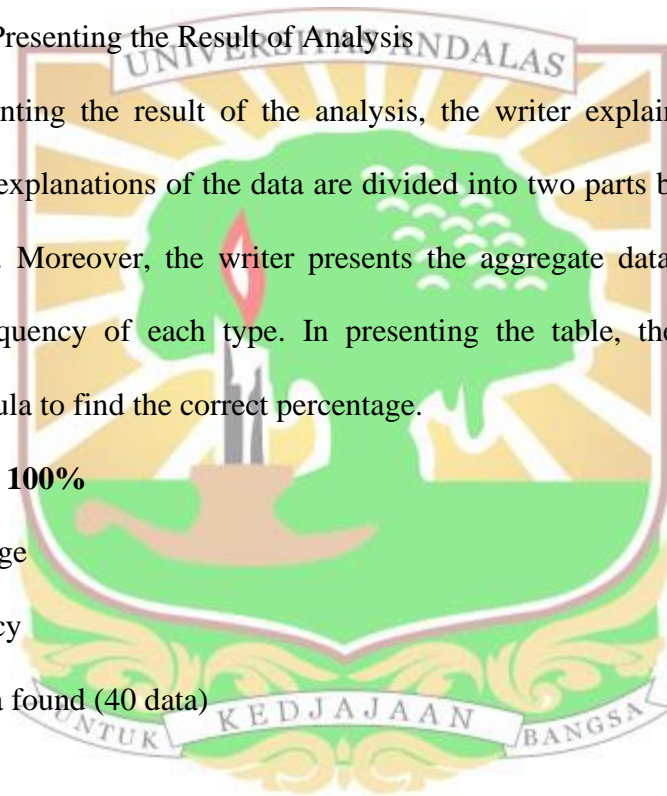 Presenting the Result of Analysis
UNIVERSITAS ANDALAS
nting the result of the analysis, the writer explain
explanations of the data are divided into two parts b
. Moreover, the writer presents the aggregate data
quency of each type. In presenting the table, the
ula to find the correct percentage.
100%
ge
cy
a found (40 data)
UNTUK KEDJAJAAN BANGSA